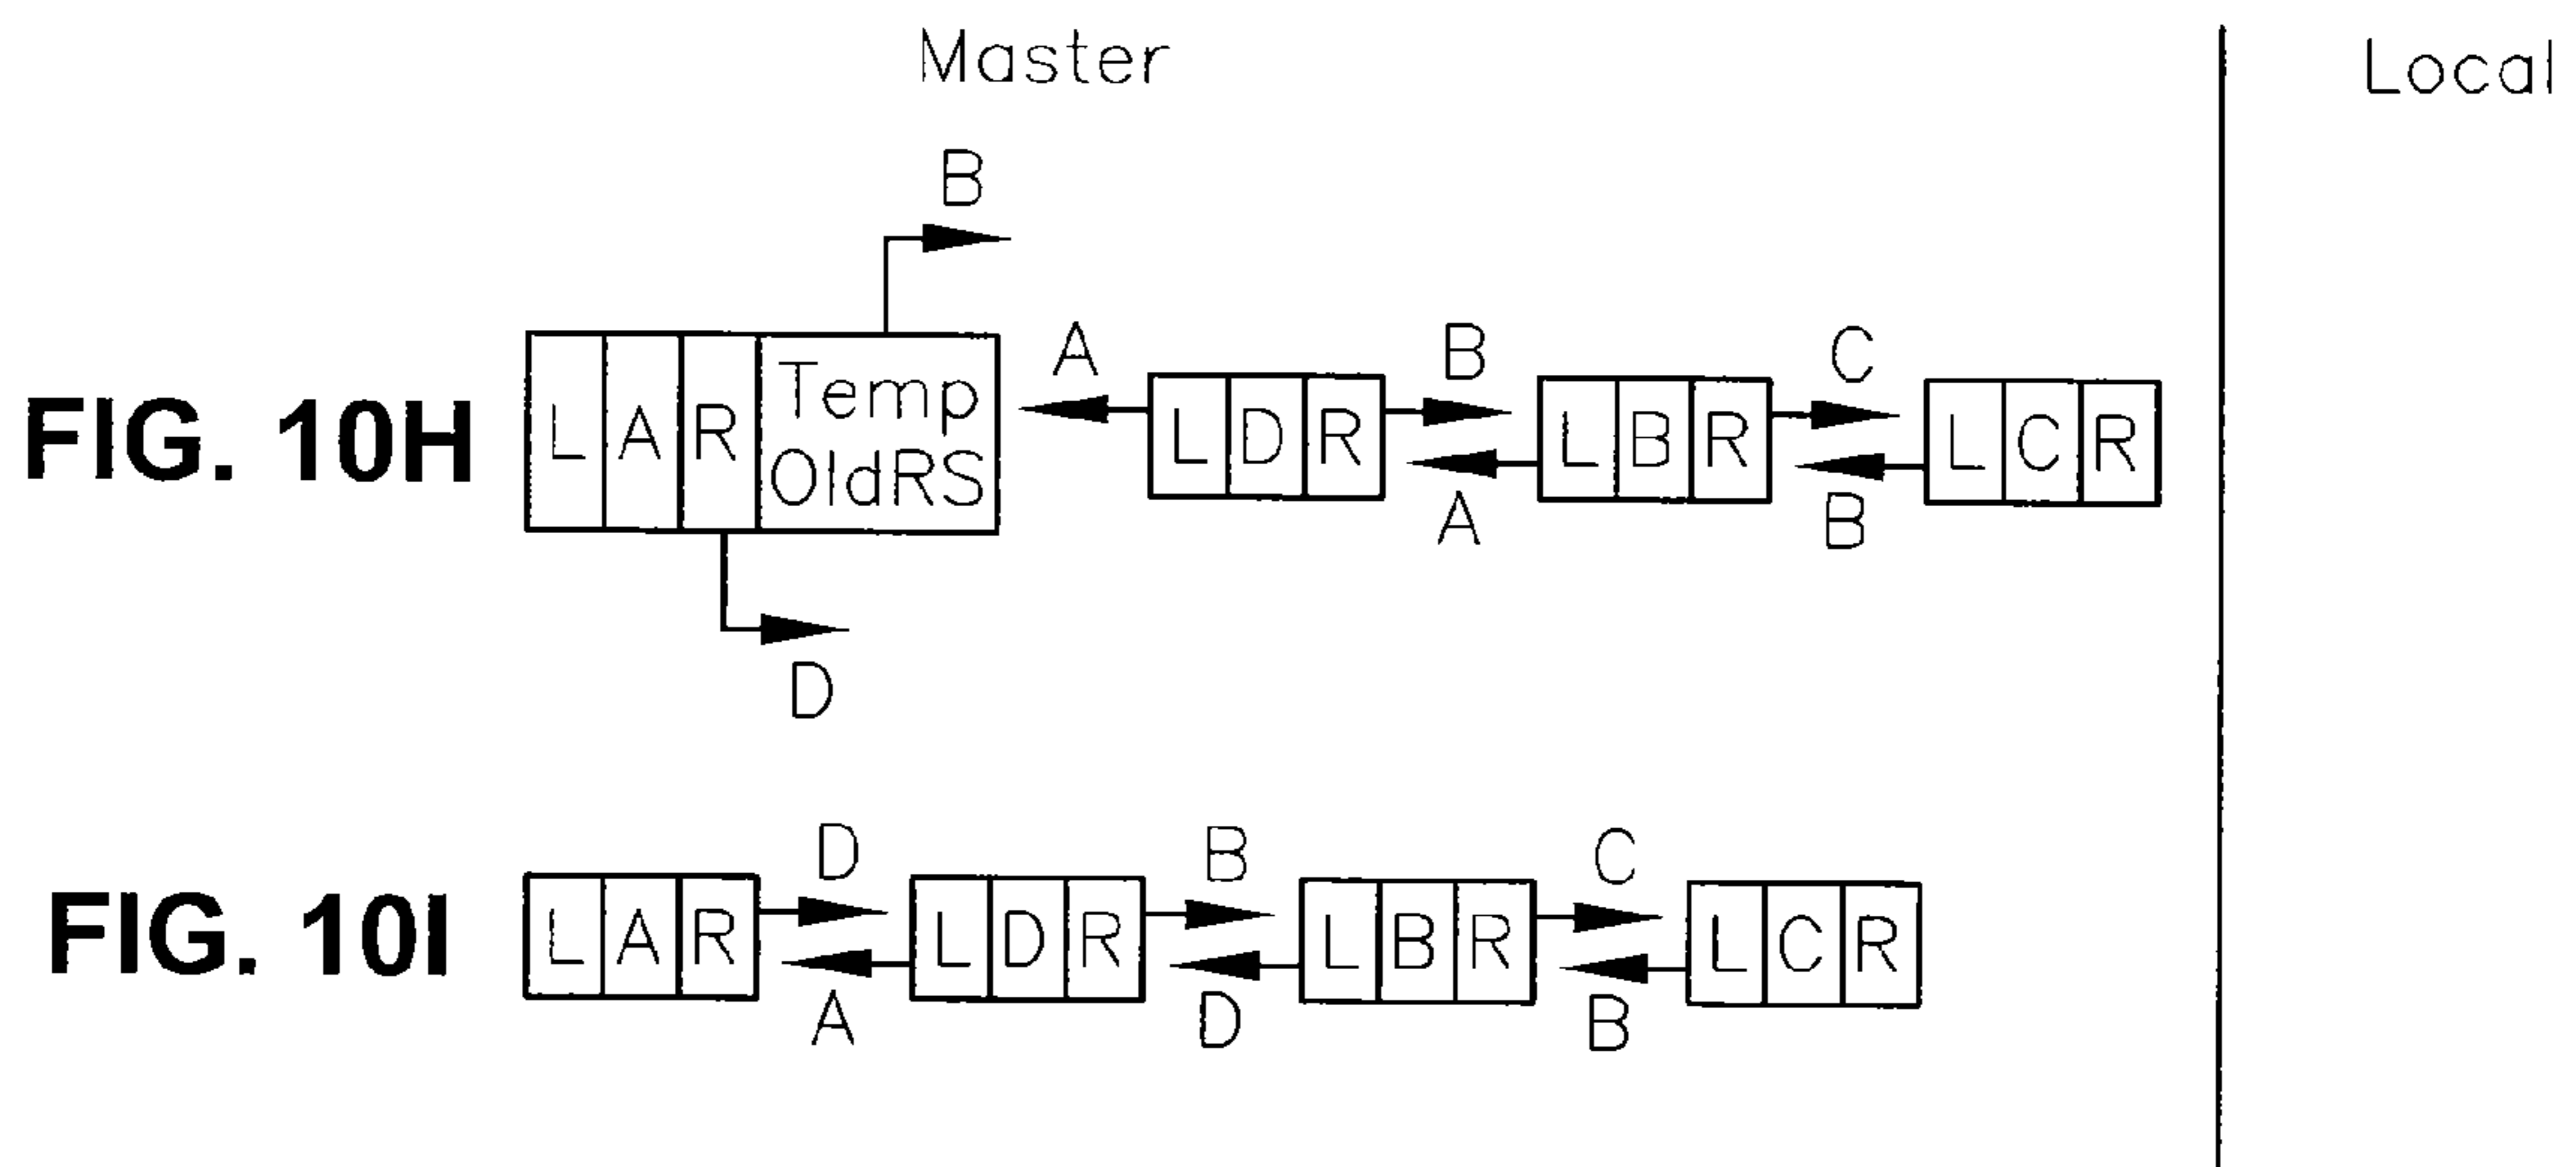 Master Local
B
FIG. 10H L A R Temp OldRS A L D R B A L B R C B L C R
D
FIG. 10I L A R D A L D R B D L B R C B L C R